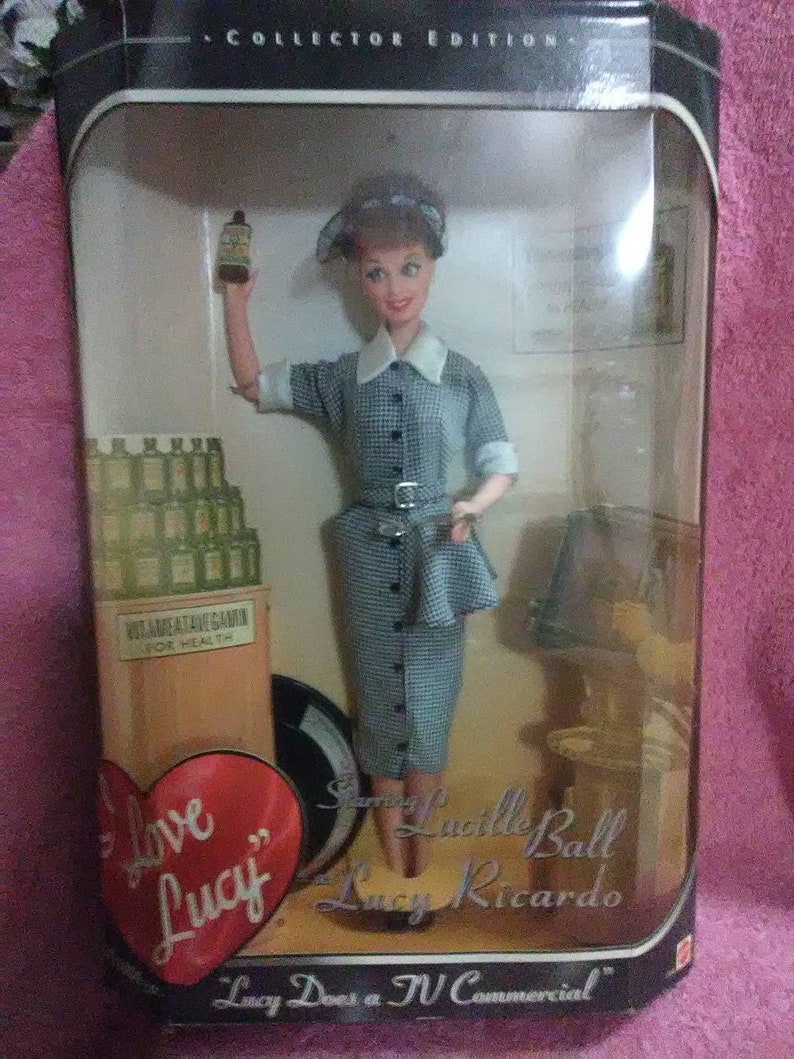 COLLECTOR EDITION
VITAMEATAVEGAMIN
FOR HEALTH
"I
Love
Lucy"
Starring
Lucille Ball
as Lucy Ricardo
"Lucy Does a TV Commercial"